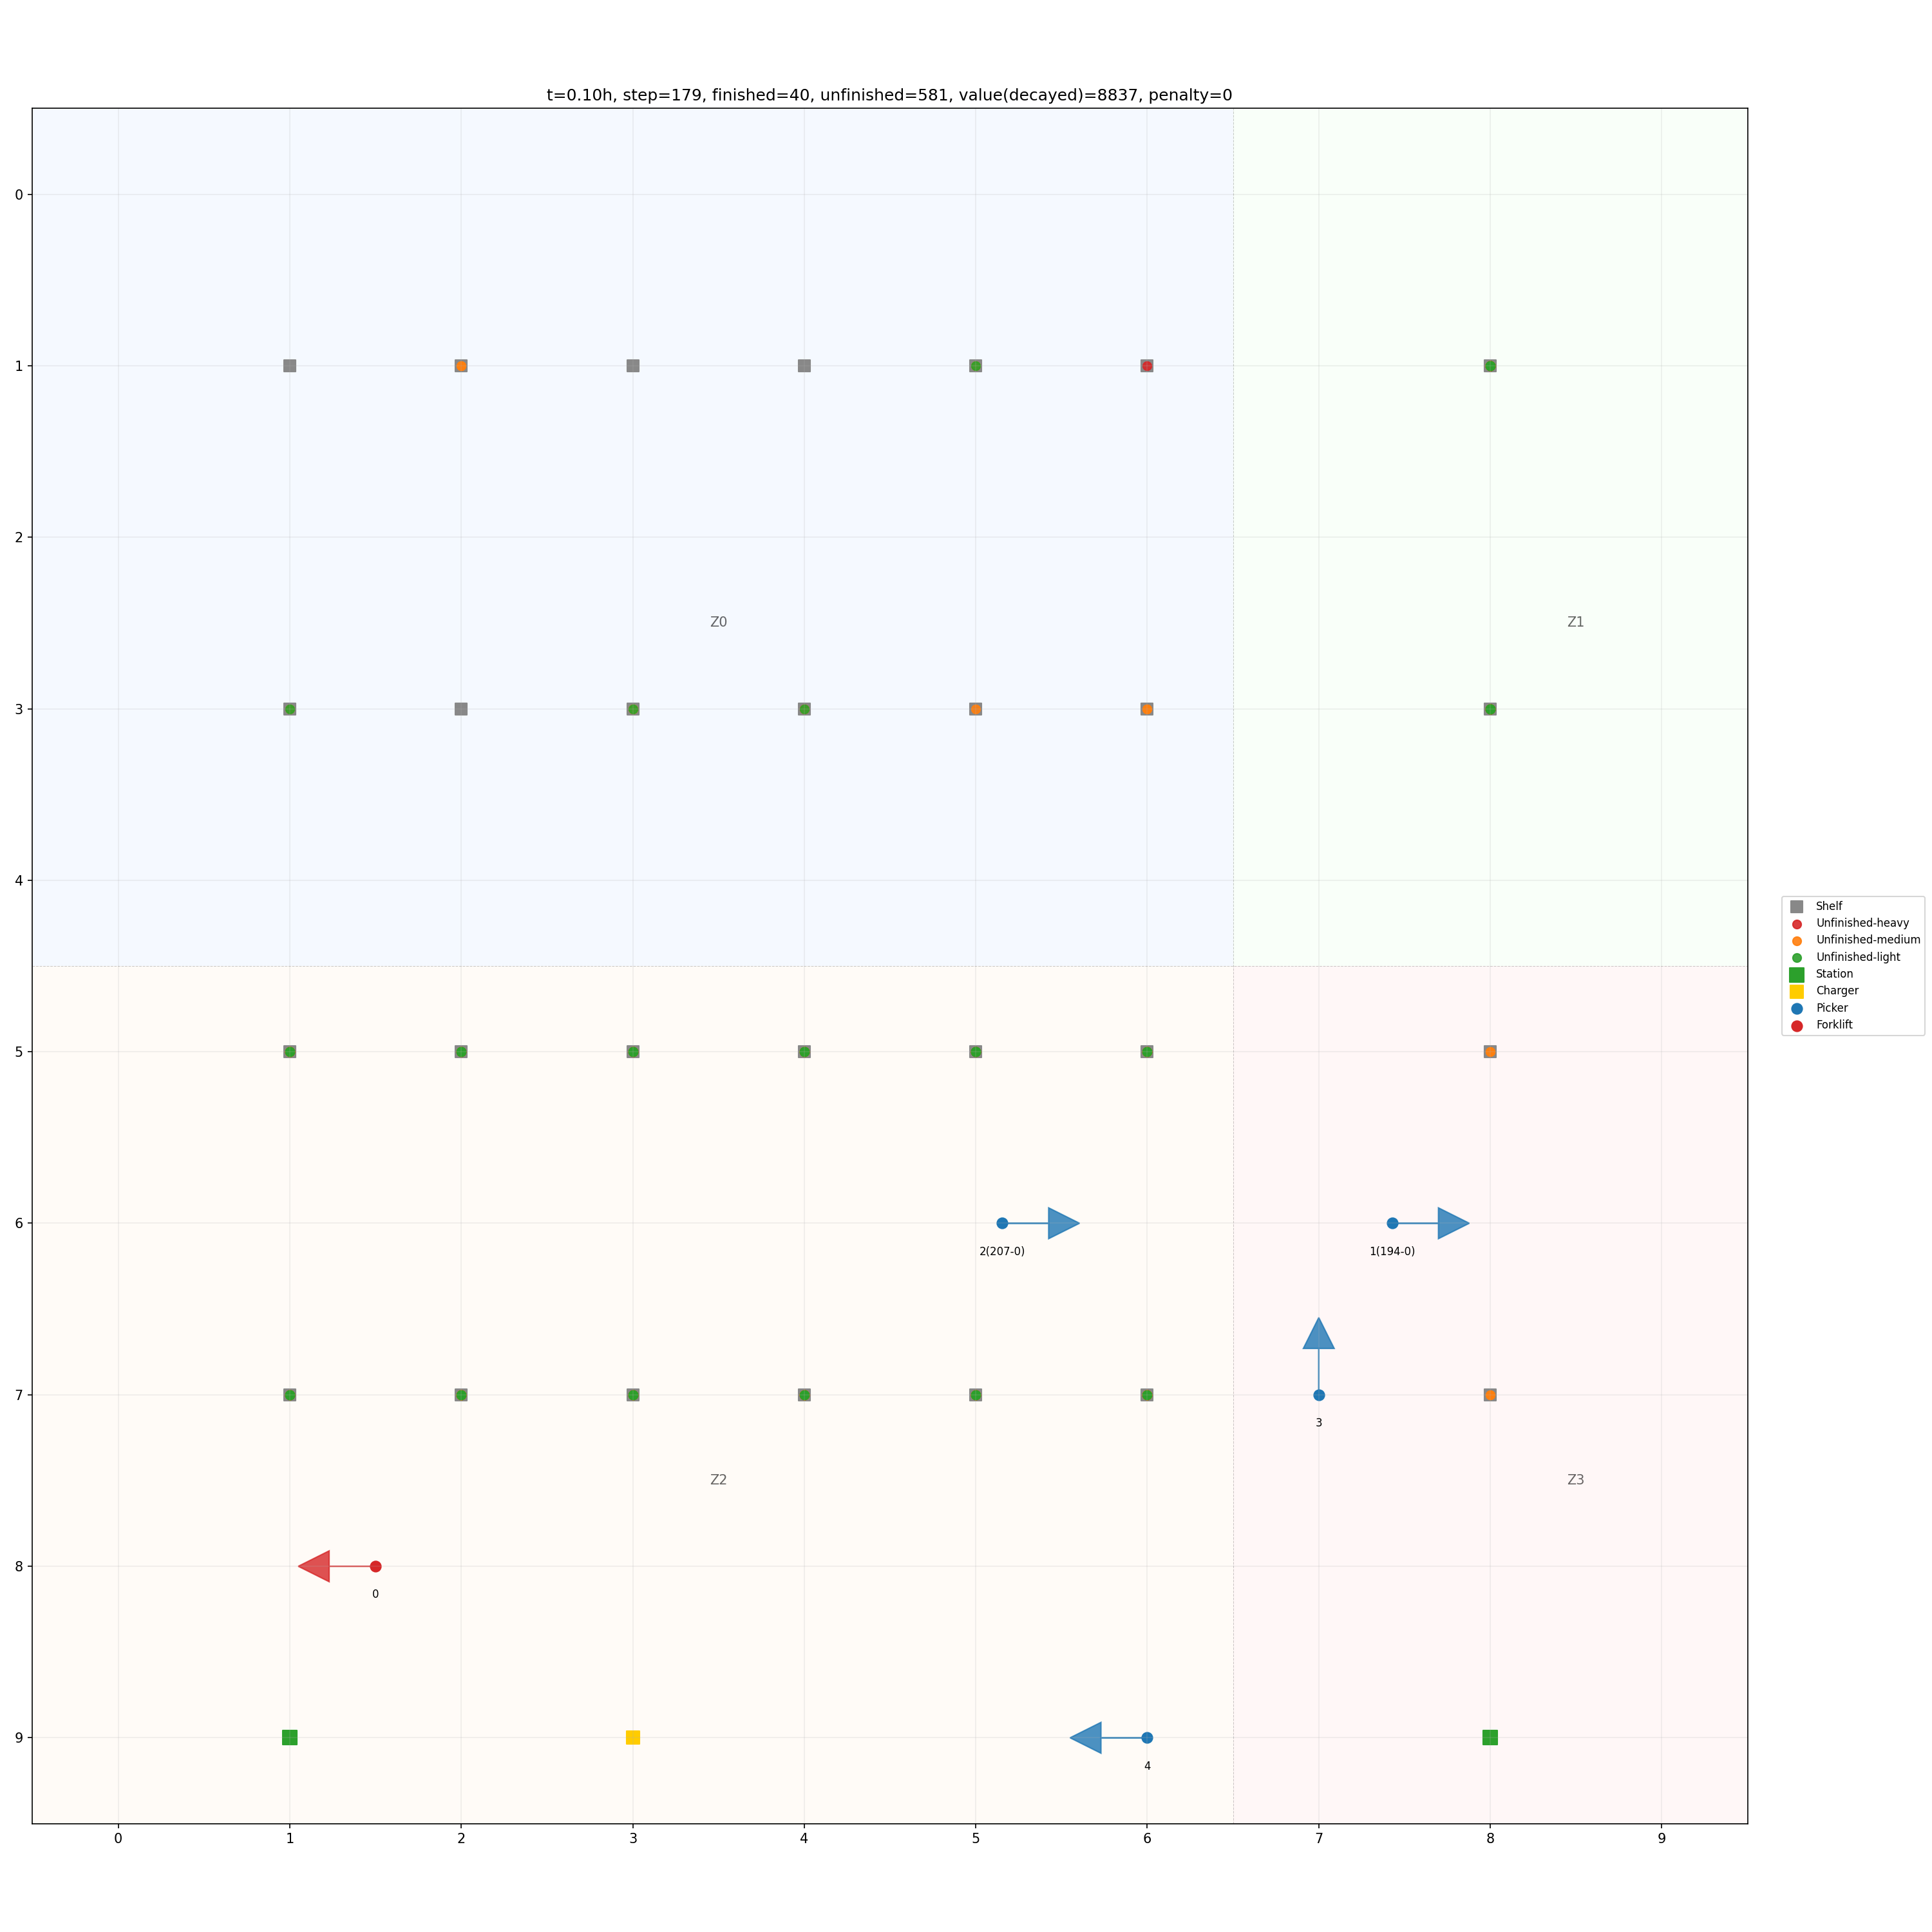 t=0.10h, step=179, finished=40, unfinished=581, value(decayed)=8837, penalty=0
0
1
2
Z0
Z1
3
4
Shelf
Unfinished-heavy
Unfinished-medium
Unfinished-light
Station
Charger
Picker
Forklift
5
6
2(207-0)
1(194-0)
7
3
Z2
Z3
8
0
9
4
0
1
2
3
4
5
6
7
8
9